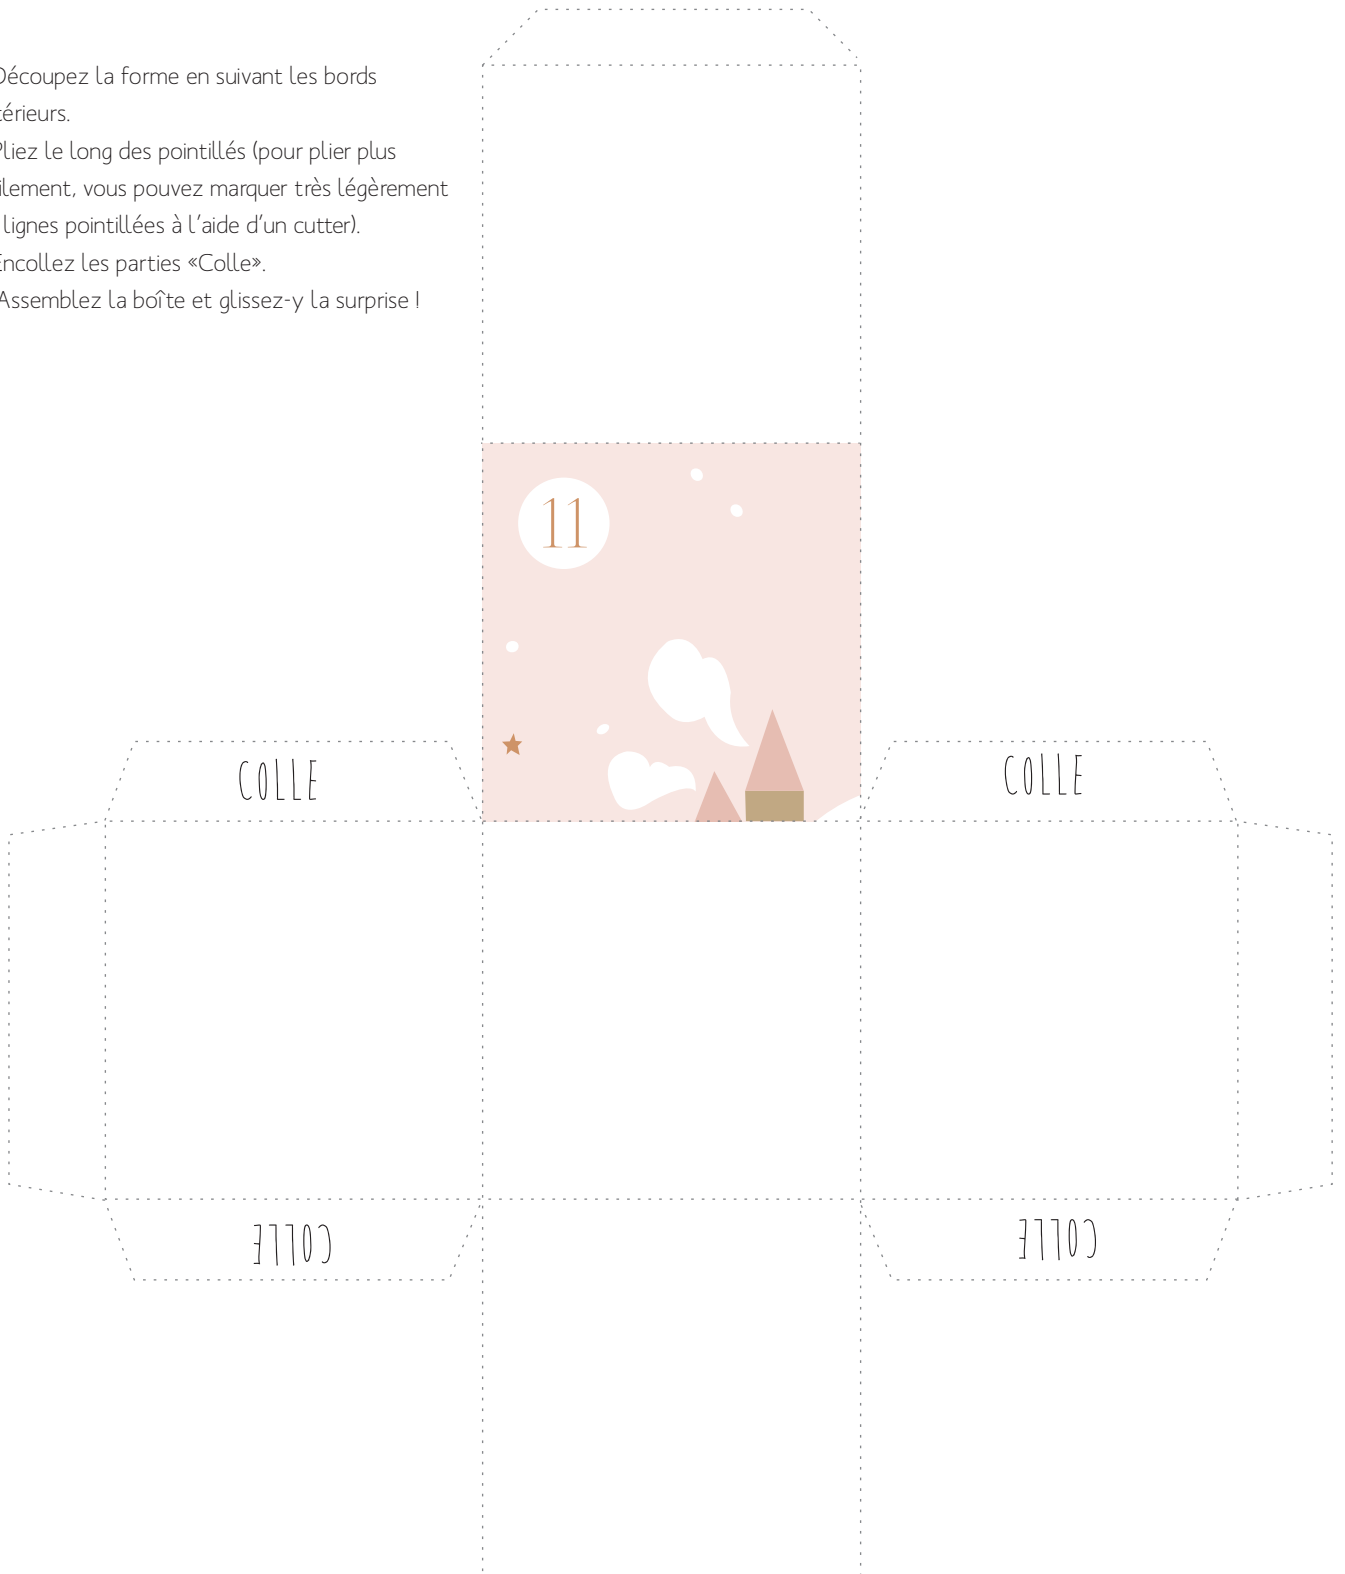 Découpez la forme en suivant les bords
térieurs.
Pliez le long des pointillés (pour plier plus
ilement, vous pouvez marquer très légèrement
lignes pointillées à l'aide d'un cutter).
Encollez les parties «Colle».
Assemblez la boîte et glissez-y la surprise !
11
COLLE
COLLE
COLLE
COLLE